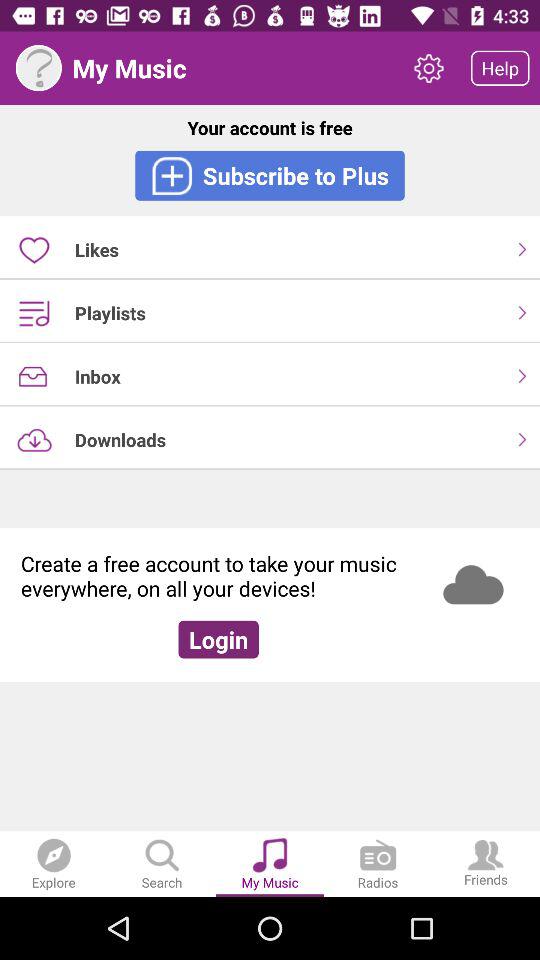 4:33
My Music
Help
Your account is free
Subscribe to Plus
Likes
Playlists
Inbox
Downloads
Create a free account to take your music
everywhere, on all your devices!
Login
Explore
Search
My Music
Radios
Friends